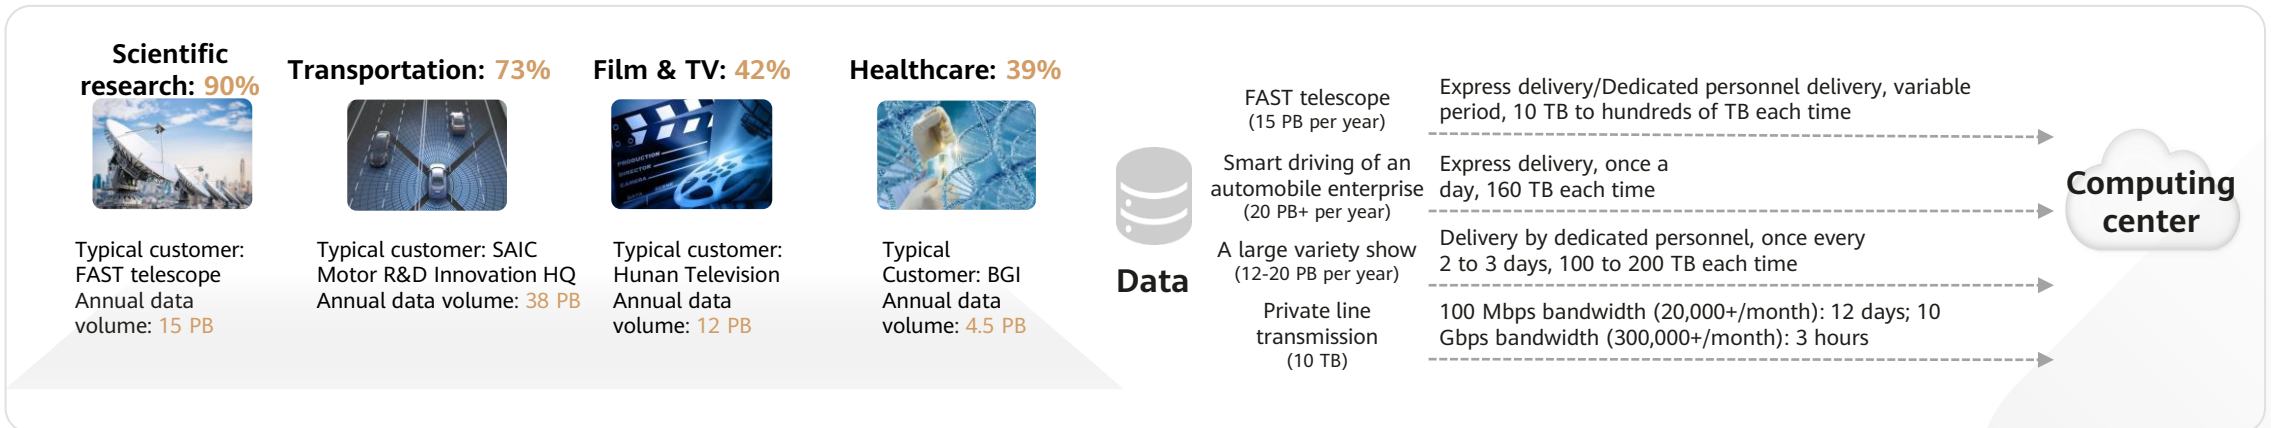 Scientific
research: 90%
Typical customer:
FAST telescope
Annual data
volume: 15 PB
Transportation: 73%
Typical customer: SAIC
Motor R&D Innovation HQ
Annual data volume: 38 PB
Film & TV: 42%
PRODUCTION
DIRECTOR
CAMERA
Typical customer:
Hunan Television
Annual data
volume: 12 PB
Healthcare: 39%
Typical
Customer: BGI
Annual data
volume: 4.5 PB
Data
FAST telescope
(15 PB per year)
Express delivery/Dedicated personnel delivery, variable
period, 10 TB to hundreds of TB each time
Smart driving of an
automobile enterprise
(20 PB+ per year)
Express delivery, once a
day, 160 TB each time
A large variety show
(12-20 PB per year)
Delivery by dedicated personnel, once every
2 to 3 days, 100 to 200 TB each time
Private line
transmission
(10 TB)
100 Mbps bandwidth (20,000+/month): 12 days; 10
Gbps bandwidth (300,000+/month): 3 hours
Computing
center